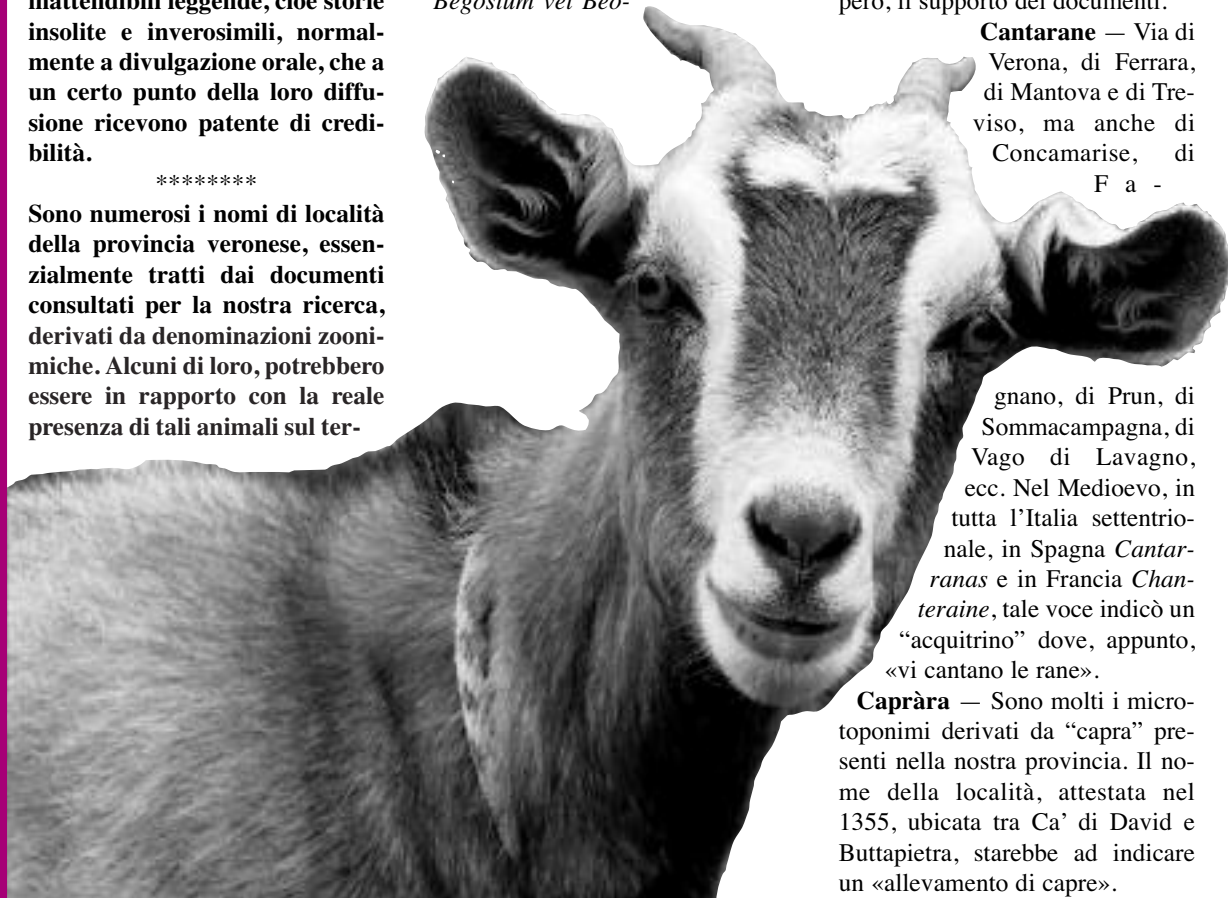 inattendibili leggende, cioè storie
insolite e inverosimili, normal-
mente a divulgazione orale, che a
un certo punto della loro diffu-
sione ricevono patente di credi-
bilità.
********
Sono numerosi i nomi di località
della provincia veronese, essen-
zialmente tratti dai documenti
consultati per la nostra ricerca,
derivati da denominazioni zooni-
miche. Alcuni di loro, potrebbero
essere in rapporto con la reale
presenza di tali animali sul ter-
Begosium vel Beo-
però, il supporto dei documenti.
Cantarane — Via di
Verona, di Ferrara,
di Mantova e di Tre-
viso, ma anche di
Concamarise, di
F a -
gnano, di Prun, di
Sommacampagna, di
Vago di Lavagno,
ecc. Nel Medioevo, in
tutta l’Italia settentrio-
nale, in Spagna Cantar-
ranas e in Francia Chan-
teraine, tale voce indicò un
“acquitrino” dove, appunto,
«vi cantano le rane».
Capràra — Sono molti i micro-
toponimi derivati da “capra” pre-
senti nella nostra provincia. Il no-
me della località, attestata nel
1355, ubicata tra Ca’ di David e
Buttapietra, starebbe ad indicare
un «allevamento di capre».